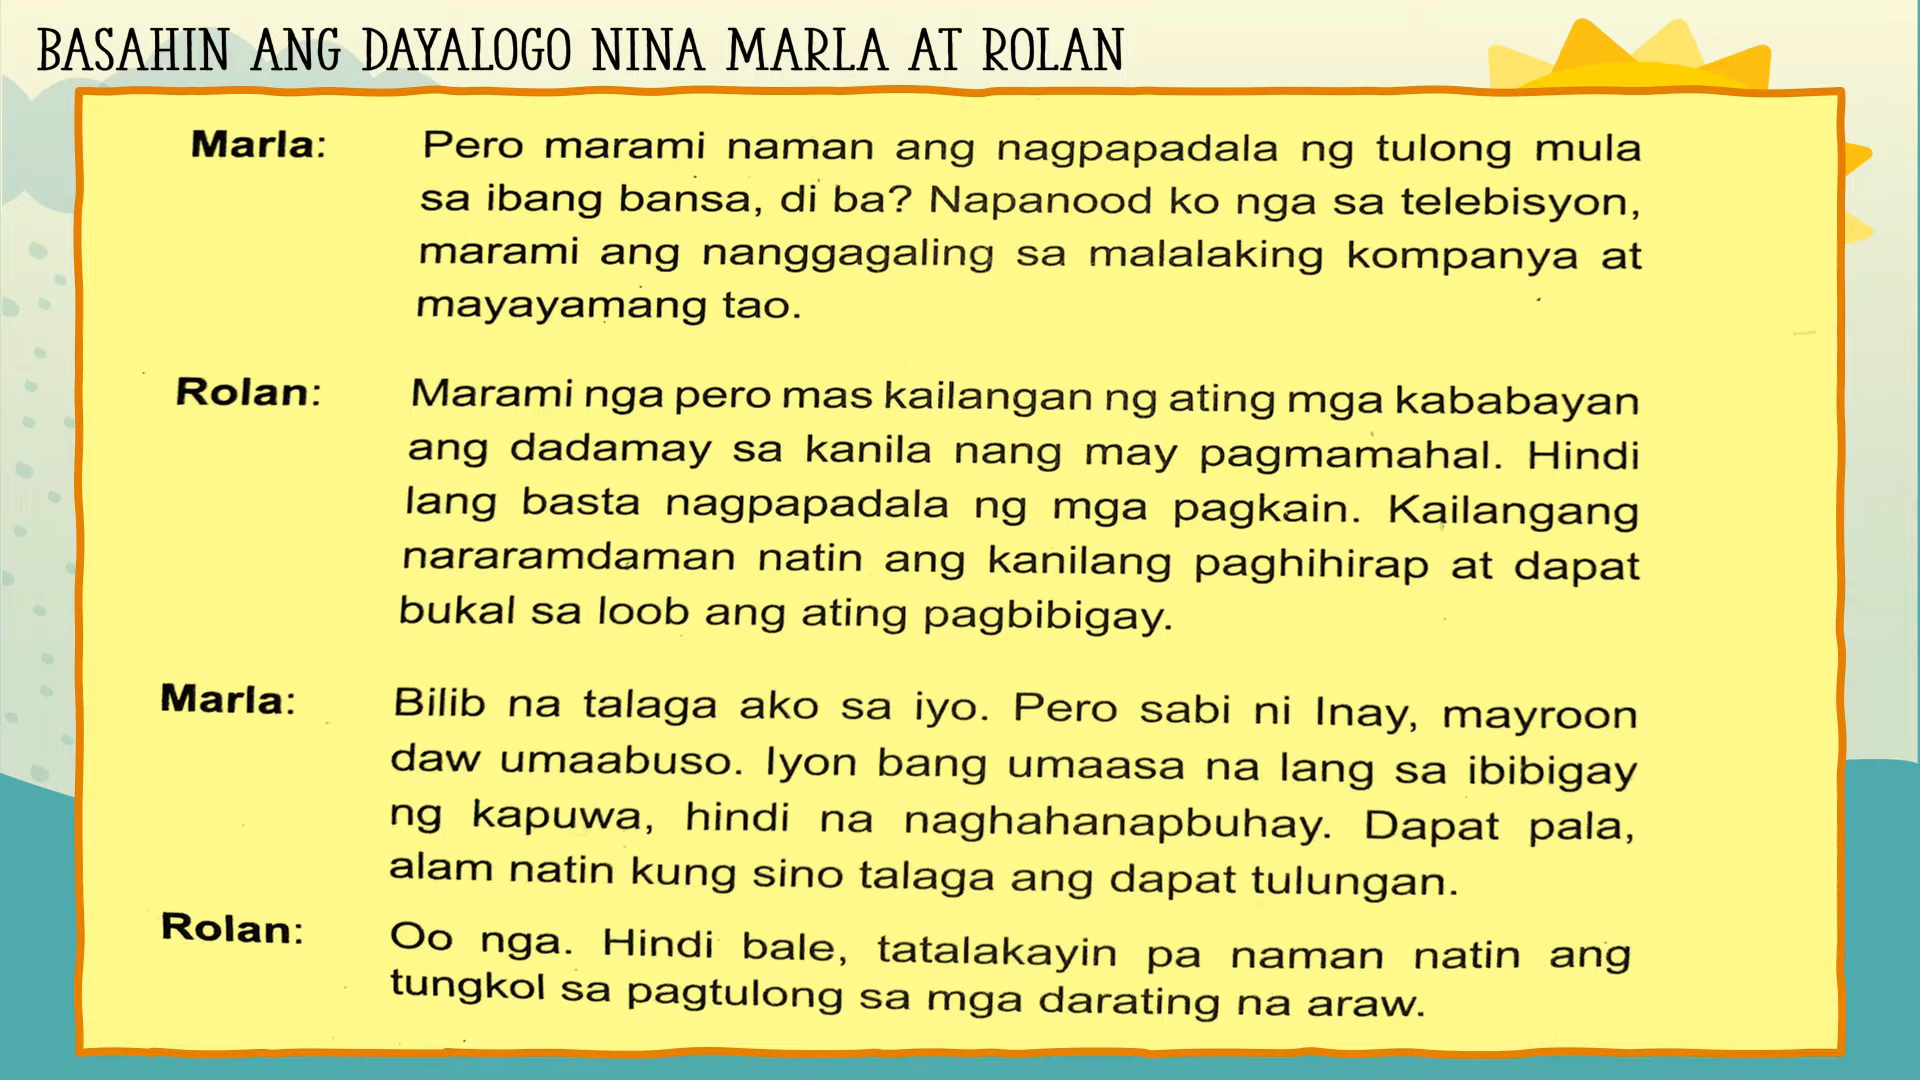 BASAHIN ANG DAYALOGO NINA MARLA AT ROLAN
Marla: Pero marami naman ang nagpapadala ng tulong mula
sa ibang bansa, di ba? Napanood ko nga sa telebisyon,
marami ang nanggagaling sa malalaking kompanya at
mayayamang tao.
Rolan: Marami nga pero mas kailangan ng ating mga kababayan
ang dadamay sa kanila nang may pagmamahal. Hindi
lang basta nagpapadala ng mga pagkain. Kailangang
nararamdaman natin ang kanilang paghihirap at dapat
bukal sa loob ang ating pagbibigay.
Marla: Bilib na talaga ako sa iyo. Pero sabi ni Inay, mayroon
daw umaabuso. Iyon bang umaasa na lang sa ibibigay
ng kapuwa, hindi na naghahanapbuhay. Dapat pala,
alam natin kung sino talaga ang dapat tulungan.
Rolan: Oo nga. Hindi bale, tatalakayin pa naman natin ang
tungkol sa pagtulong sa mga darating na araw.